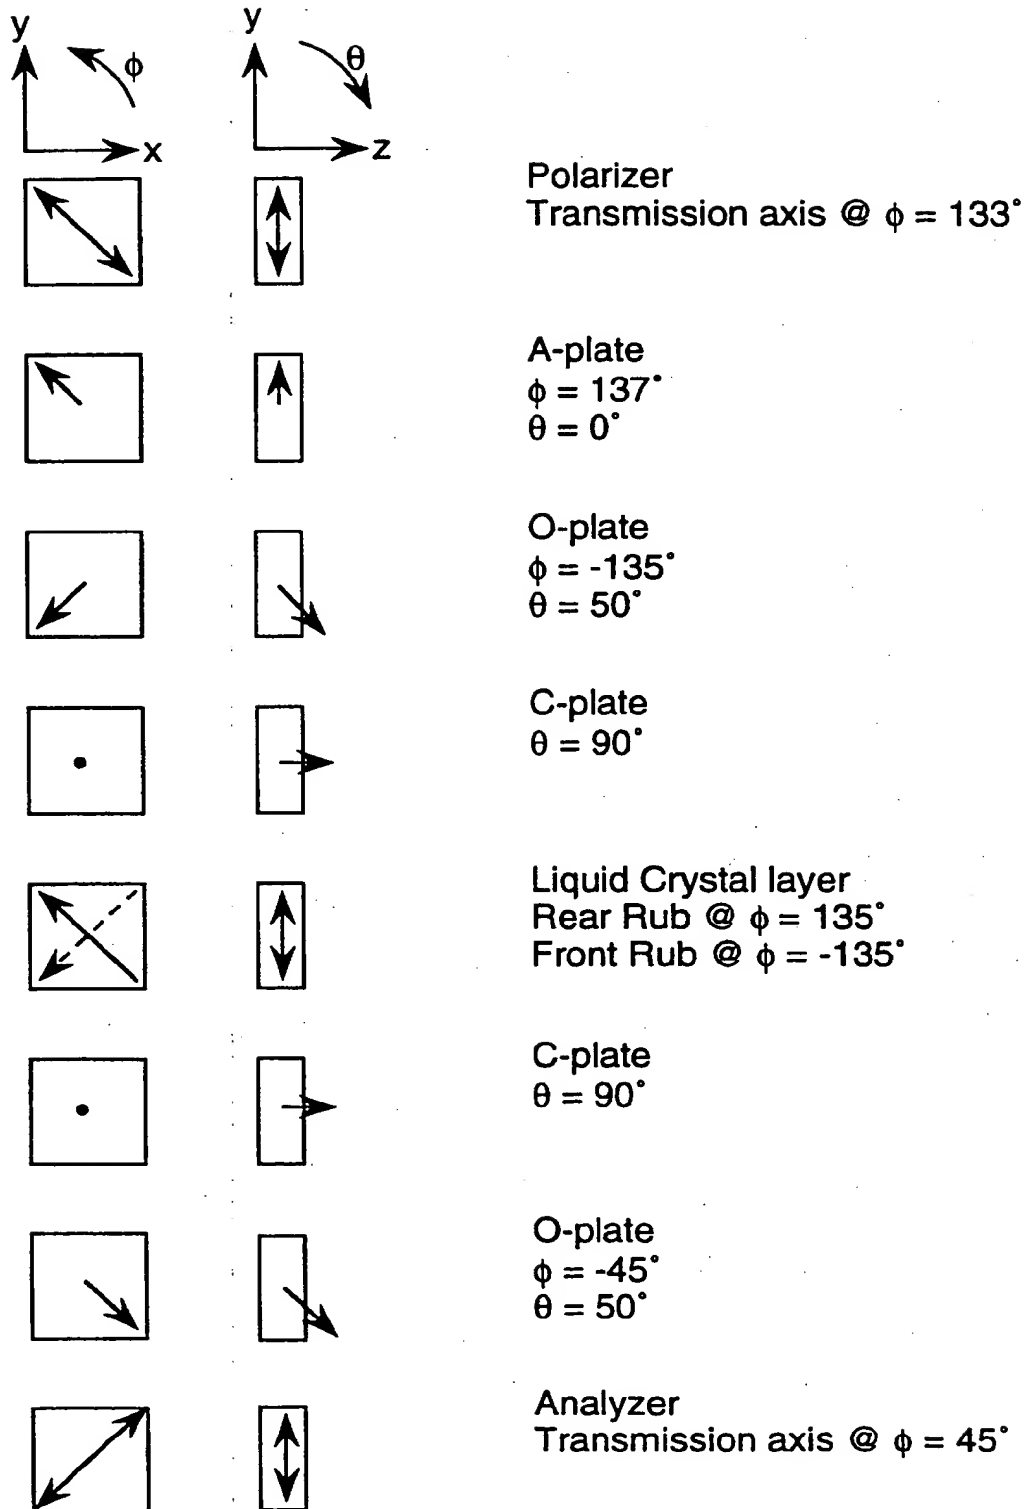 y
ϕ
x
y
θ
z
Polarizer
Transmission axis @ ϕ = 133°
A-plate
ϕ = 137°
θ = 0°
O-plate
ϕ = -135°
θ = 50°
C-plate
θ = 90°
Liquid Crystal layer
Rear Rub @ ϕ = 135°
Front Rub @ ϕ = -135°
C-plate
θ = 90°
O-plate
ϕ = -45°
θ = 50°
Analyzer
Transmission axis @ ϕ = 45°